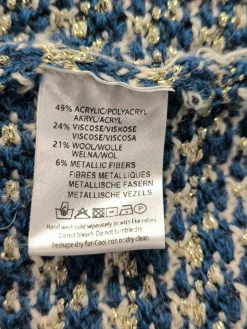 49% ACRYLIC/POLYACRYL
AKRYL/ACRYL
24% VISCOSE/VISKOSE
VISCOSE/VISCOSA
21% WOOL/WOLLE
WELNA/WOL
6% METALLIC FIBERS
FIBRES METALLIQUES
METALLISCHE FASERN
METALLISCHE VEZELS
Hand wash cold separately or with like colors
Do not bleach·Do not tumble dry
Reshape dry flat·Cool iron or dry clean